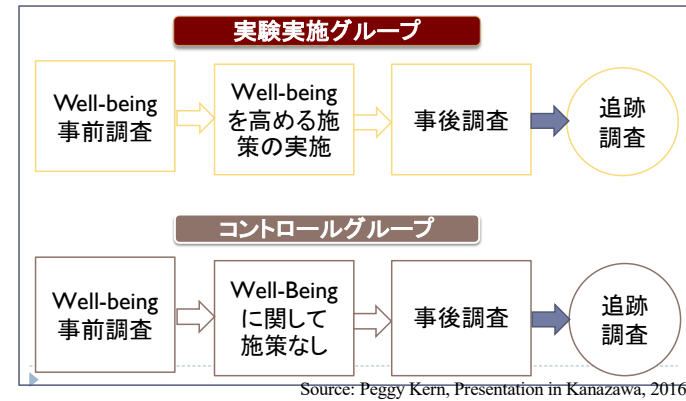 実験実施グループ
Well-being
事前調査
Well-being
を高める施
策の実施
事後調査
追跡
調査
コントロールグループ
Well-being
事前調査
Well-Being
に関して
施策なし
事後調査
追跡
調査
Source: Peggy Kern, Presentation in Kanazawa, 2016